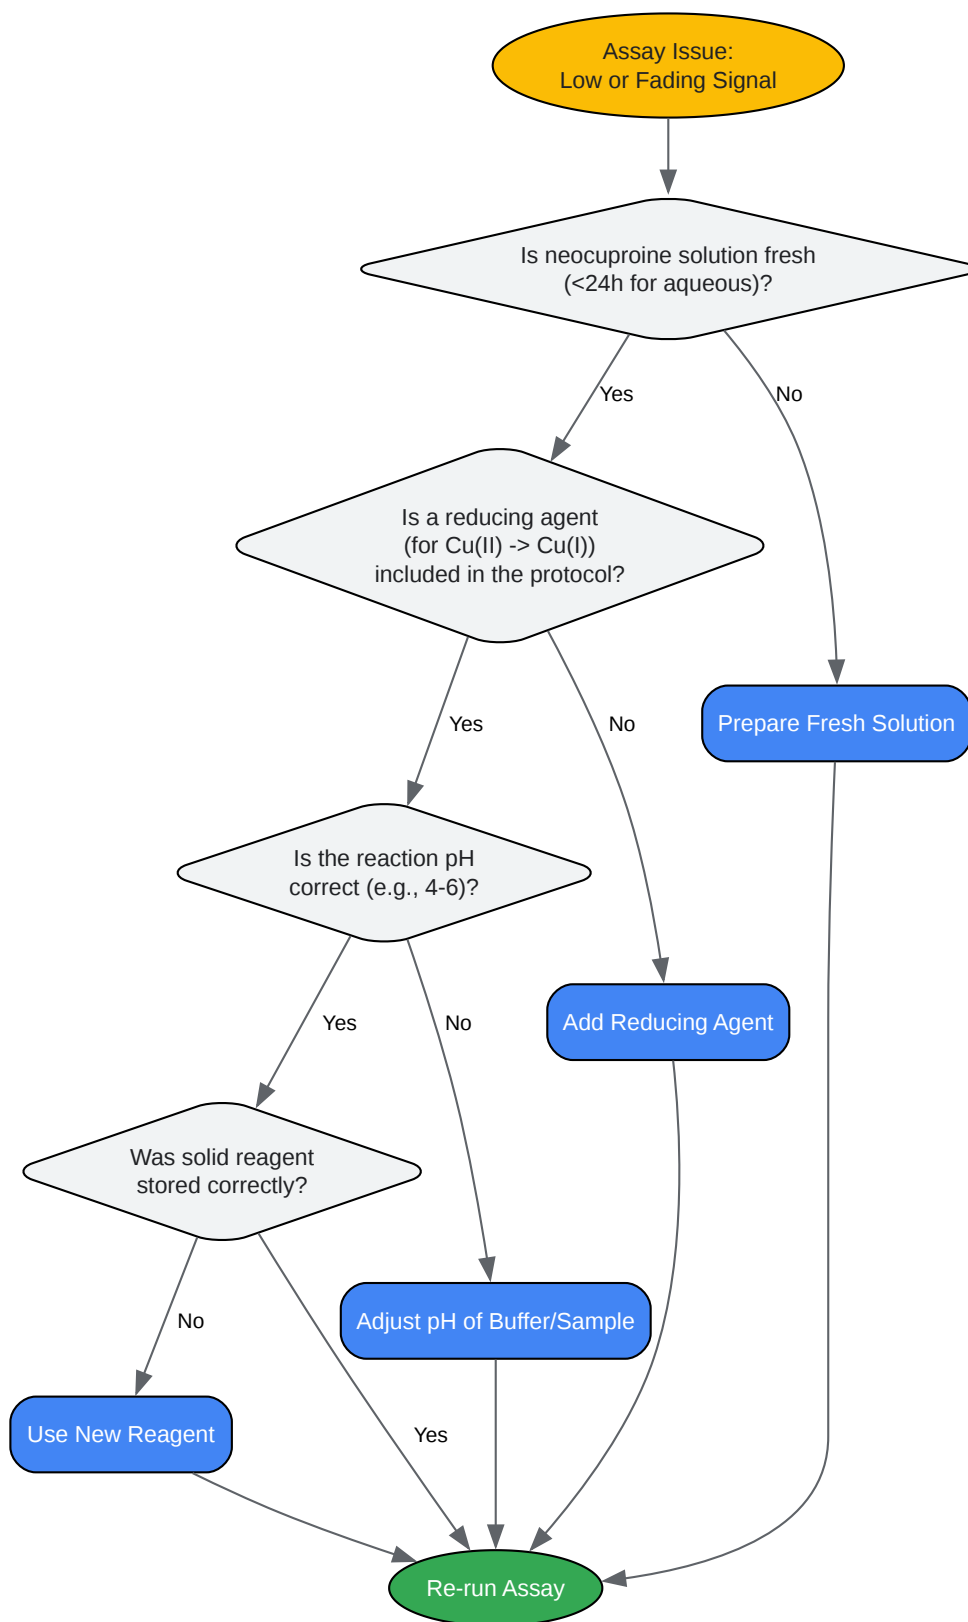 Assay Issue:
Low or Fading Signal
Is neocuproine solution fresh
(<24h for aqueous)?
Yes
No
Is a reducing agent
(for Cu(II) -> Cu(I))
included in the protocol?
Yes
No
Prepare Fresh Solution
Is the reaction pH
correct (e.g., 4-6)?
Yes
No
Add Reducing Agent
Was solid reagent
stored correctly?
No
Adjust pH of Buffer/Sample
Use New Reagent
Yes
Re-run Assay